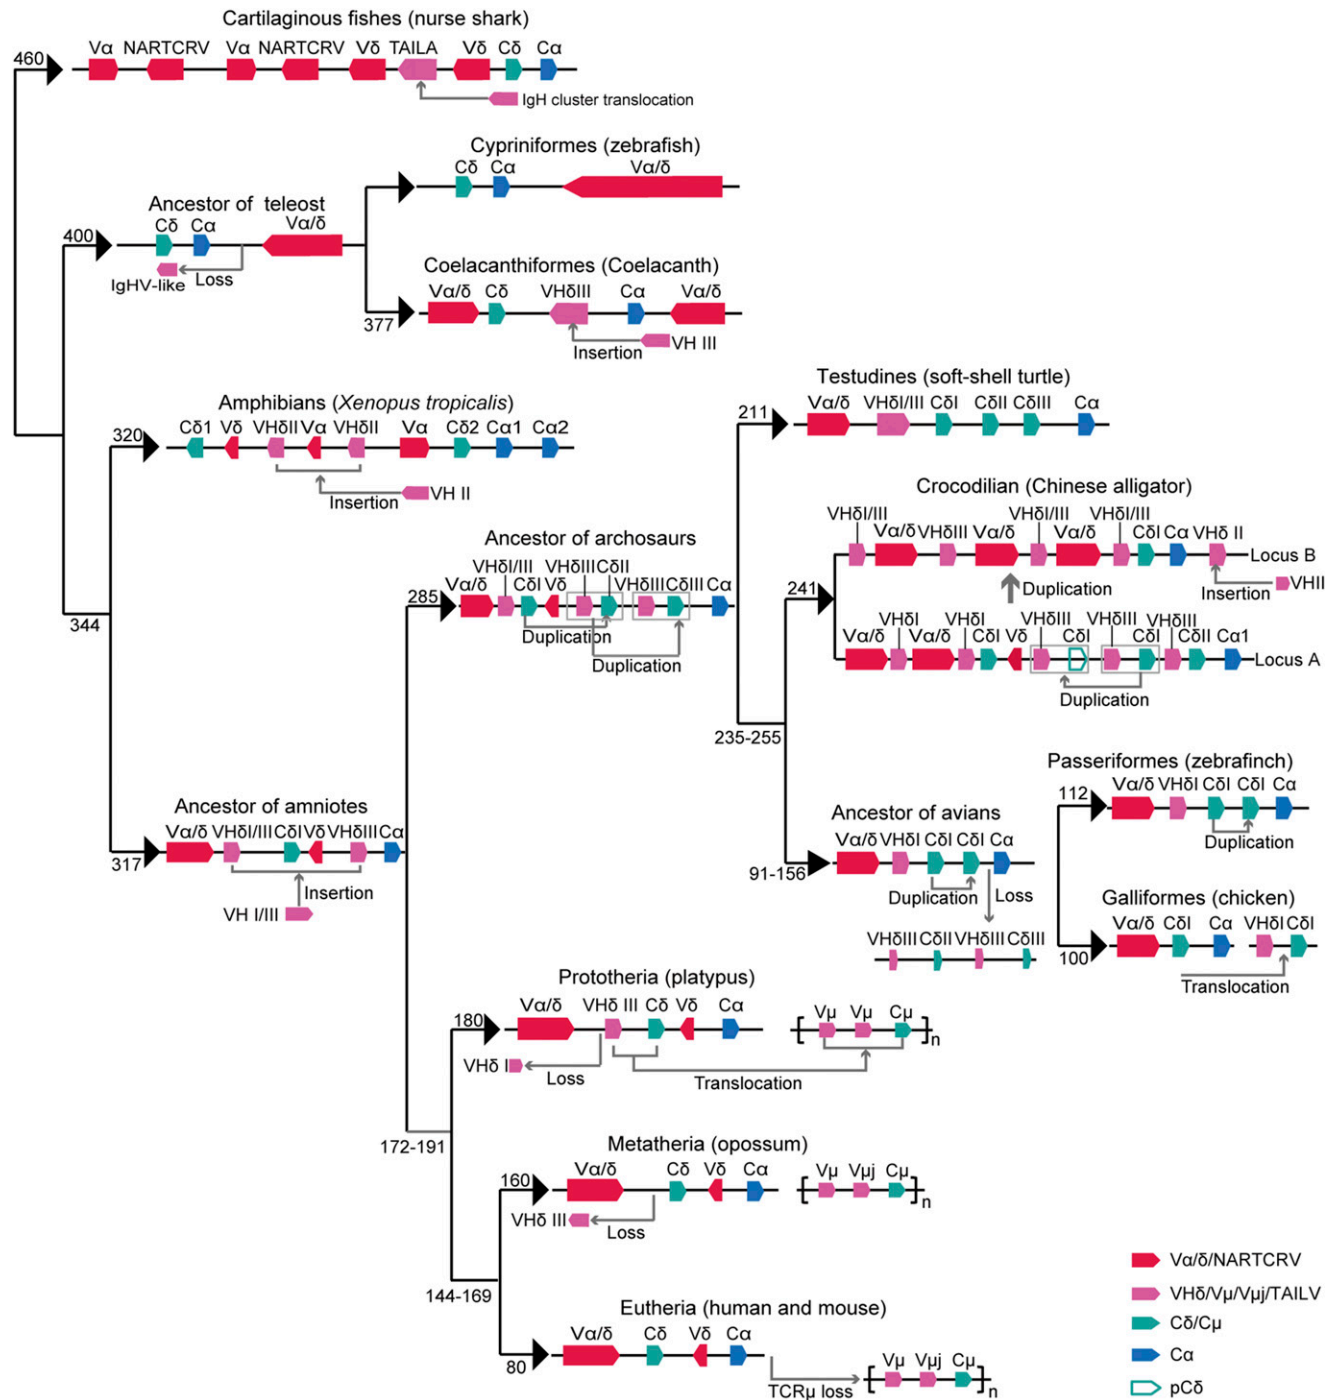 Cartilaginous fishes (nurse shark)
Vα NARTCRV Vα NARTCRV Vδ TAILA Vδ Cδ Cα
460
IgH cluster translocation
Cypriniformes (zebrafish)
Cδ Cα Vα/δ
Ancestor of teleost
Cδ Cα Vα/δ
400
IgHV-like Loss
Coelacanthiformes (Coelacanth)
Vα/δ Cδ VHδIII Cα Vα/δ
377
Insertion VH III
Amphibians (Xenopus tropicalis)
Cδ1 Vδ VHδII Vα VHδII Vα Cδ2 Cα1 Cα2
320
Insertion VH II
344
Testudines (soft-shell turtle)
Vα/δ VHδI/III CδI CδII CδIII Cα
211
Crocodilian (Chinese alligator)
VHδI/III Vα/δ VHδIII Vα/δ VHδI/III Vα/δ VHδI/III CδI Cα VHδ II
Locus B
241
Duplication
Insertion VHII
Vα/δ VHδI Vα/δ VHδI CδI Vδ VHδIII CδI VHδIII CδI VHδIII CδII Cα1
Locus A
Duplication
Ancestor of archosaurs
Vα/δ VHδI/III CδI Vδ VHδIII CδII VHδIII CδIII Cα
285
Duplication
Duplication
235-255
Ancestor of amniotes
Vα/δ VHδI/III CδI Vδ VHδIII Cα
317
Insertion
VH I/III
Ancestor of avians
Vα/δ VHδI CδI CδI Cα
91-156
Duplication Loss
VHδIII CδII VHδIII CδIII
Passeriformes (zebrafinch)
112
Vα/δ VHδI CδI CδI Cα
Duplication
Galliformes (chicken)
Vα/δ CδI Cα VHδI CδI
100
Translocation
Prototheria (platypus)
Vα/δ VHδ III Cδ Vδ Cα
180
[ Vμ Vμ Cμ ]n
VHδ I Loss
Translocation
172-191
Metatheria (opossum)
Vα/δ Cδ Vδ Cα
160
[ Vμ Vμj Cμ ]n
VHδ III Loss
144-169
Eutheria (human and mouse)
Vα/δ Cδ Vδ Cα
80
TCRμ loss
[ Vμ Vμj Cμ ]n
Vα/δ/NARTCRV
VHδ/Vμ/Vμj/TAILV
Cδ/Cμ
Cα
pCδ